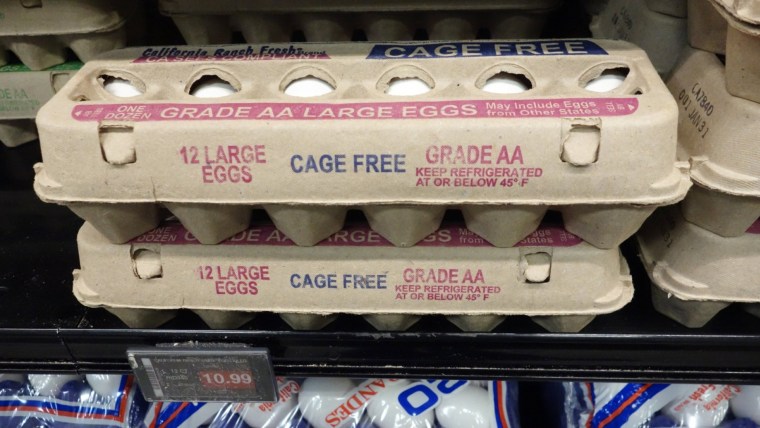 California Ranch Fresh
CAGE FREE
ONE DOZEN
GRADE AA LARGE EGGS
May Include Eggs
from Other States
12 LARGE
EGGS
CAGE FREE
GRADE AA
KEEP REFRIGERATED
AT OR BELOW 45° F
12 LARGE
EGGS
CAGE FREE
GRADE AA
KEEP REFRIGERATED
AT OR BELOW 45° F
10.99